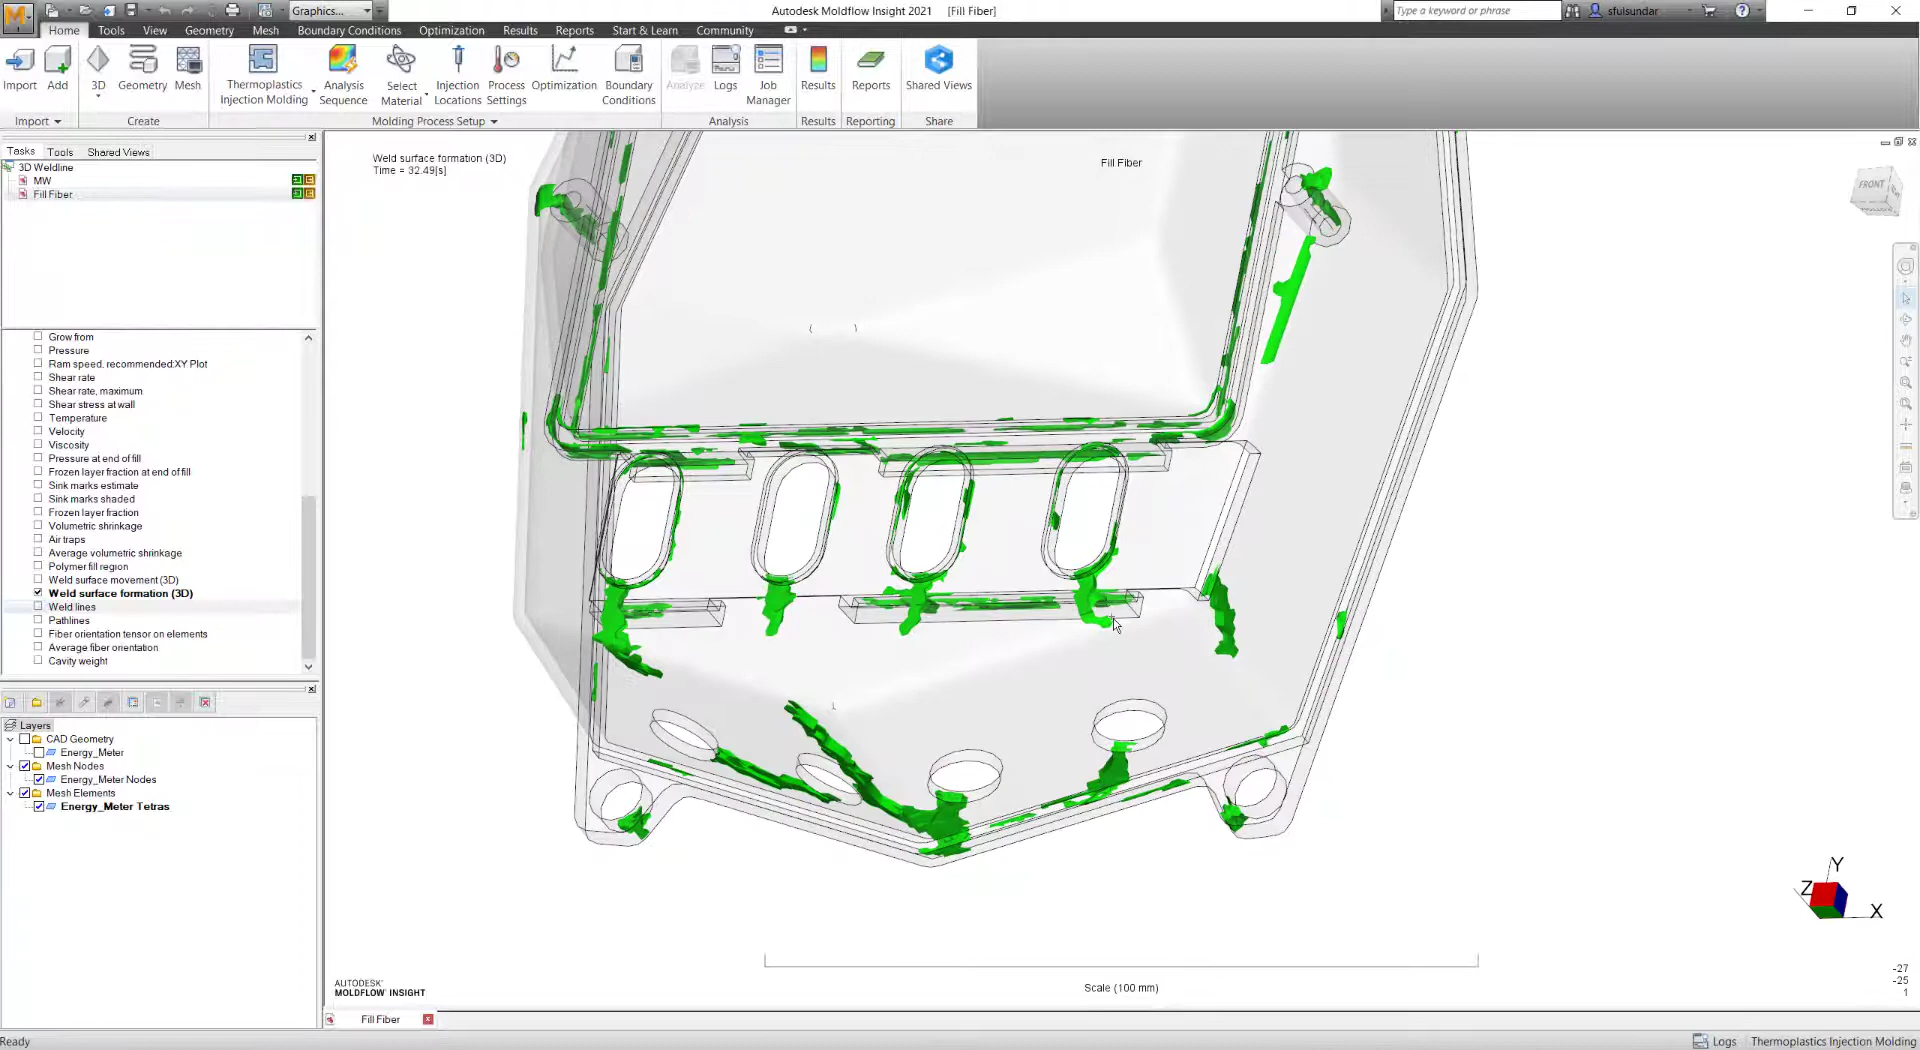 Graphics...
Autodesk Moldflow Insight 2021 [Fill Fiber]
Type a keyword or phrase
sfulsundar
Home Tools View Geometry Mesh Boundary Conditions Optimization Results Reports Start & Learn Community
Import
Add
3D
Geometry
Mesh
Thermoplastics
Injection Molding
Analysis
Sequence
Select
Material
Injection
Locations
Process
Settings
Optimization
Boundary
Conditions
Analyze
Logs
Job
Manager
Results
Reports
Shared Views
Import
Create
Molding Process Setup
Analysis
Results
Reporting
Share
Tasks Tools Shared Views
3D Weldline
MW
Fill Fiber
Grow from
Pressure
Ram speed, recommended:XY Plot
Shear rate
Shear rate, maximum
Shear stress at wall
Temperature
Velocity
Viscosity
Pressure at end of fill
Frozen layer fraction at end of fill
Sink marks estimate
Sink marks shaded
Frozen layer fraction
Volumetric shrinkage
Air traps
Average volumetric shrinkage
Polymer fill region
Weld surface movement (3D)
Weld surface formation (3D)
Weld lines
Pathlines
Fiber orientation tensor on elements
Average fiber orientation
Cavity weight
Layers
CAD Geometry
Energy_Meter
Mesh Nodes
Energy_Meter Nodes
Mesh Elements
Energy_Meter Tetras
Weld surface formation (3D)
Time = 32.49[s]
Fill Fiber
FRONT
Y
Z
X
-27
-25
1
Scale (100 mm)
AUTODESK
MOLDFLOW INSIGHT
Fill Fiber
Ready
Logs
Thermoplastics Injection Molding